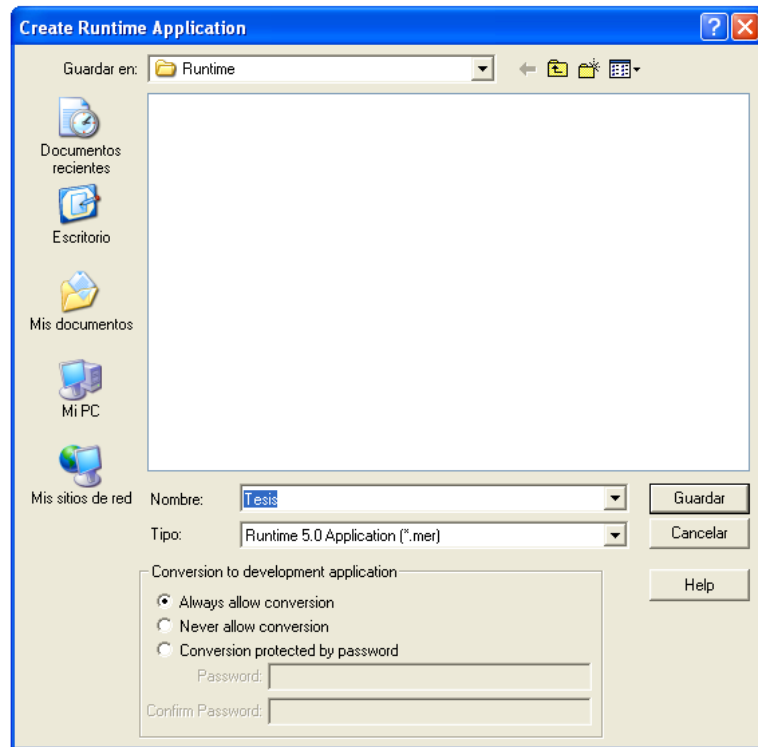 Create Runtime Application
Guardar en: Runtime
Documentos
recientes
Escritorio
Mis documentos
Mi PC
Mis sitios de red
Nombre: Tesis Guardar
Tipo: Runtime 5.0 Application (*.mer) Cancelar
Conversion to development application
Help
Always allow conversion
Never allow conversion
Conversion protected by password
Password:
Confirm Password: